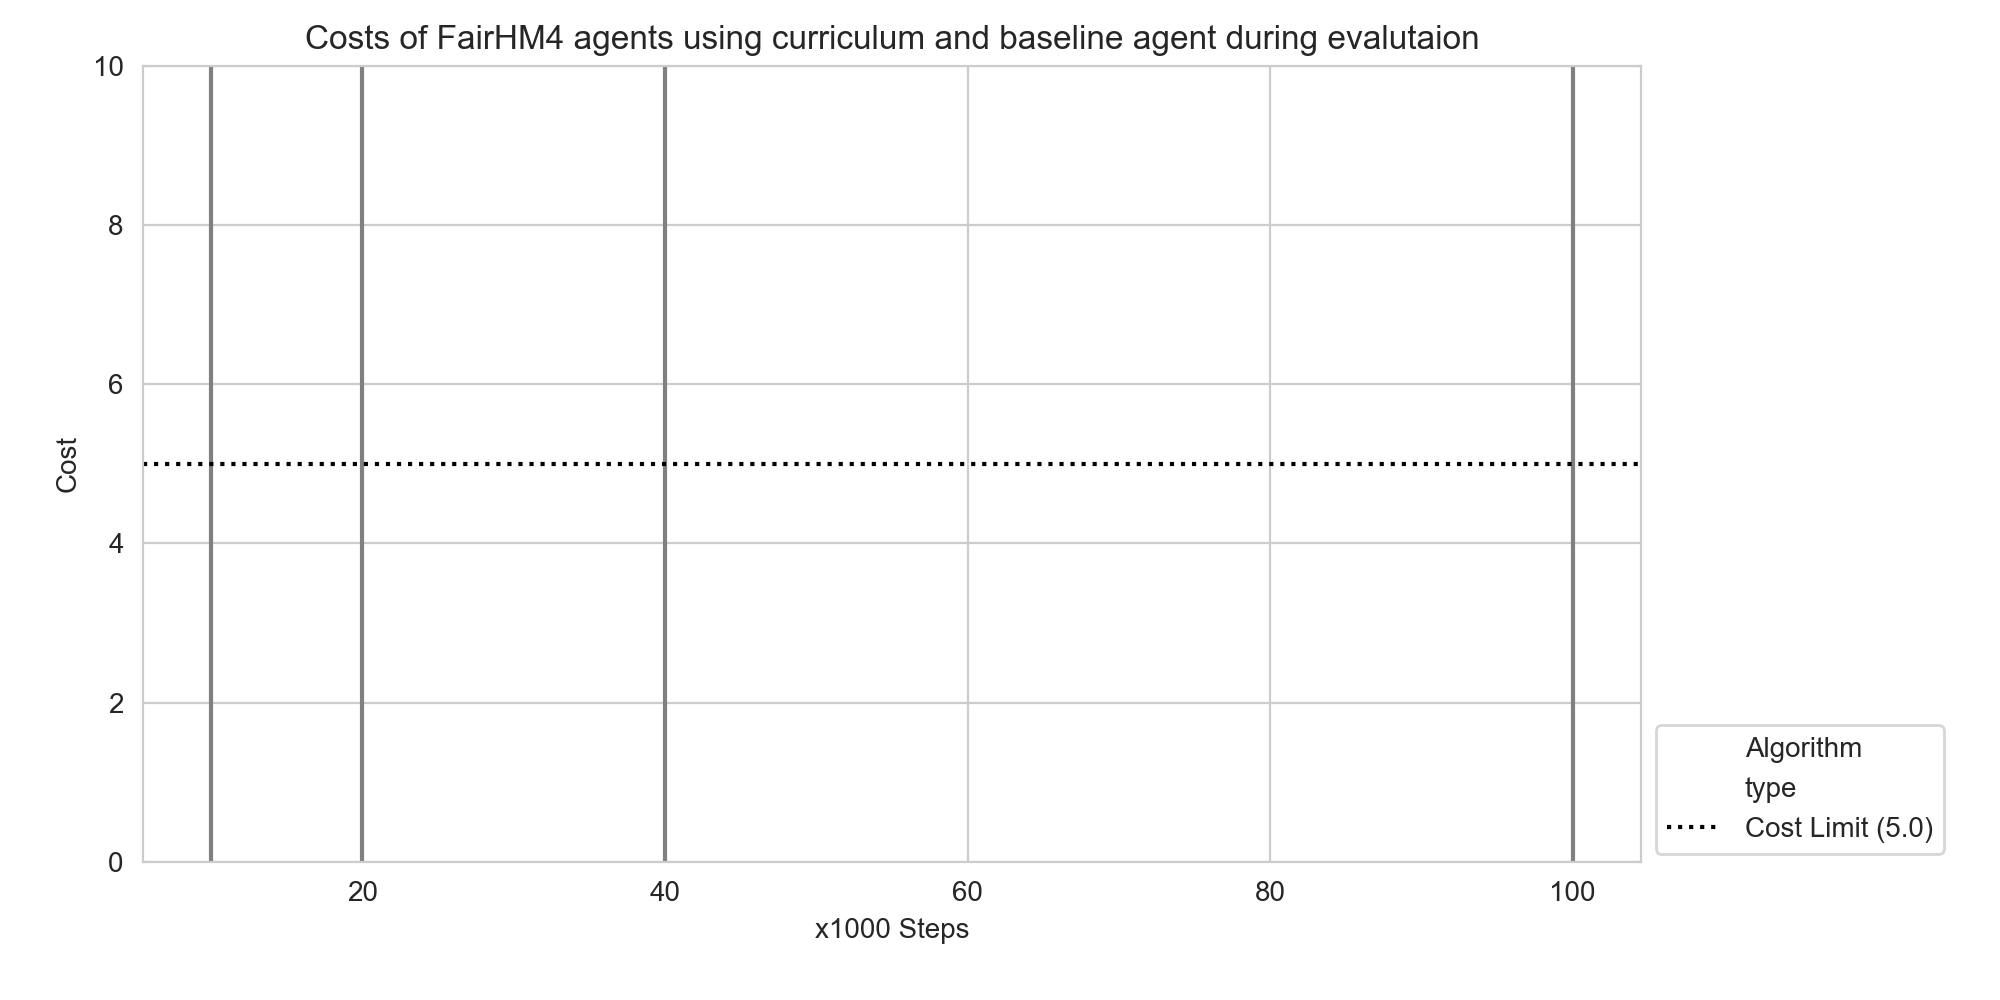 Costs of FairHM4 agents using curriculum and baseline agent during evalutaion
10
8
6
4
2
0
Cost
20 40 60 80 100
x1000 Steps
Algorithm
type
Cost Limit (5.0)